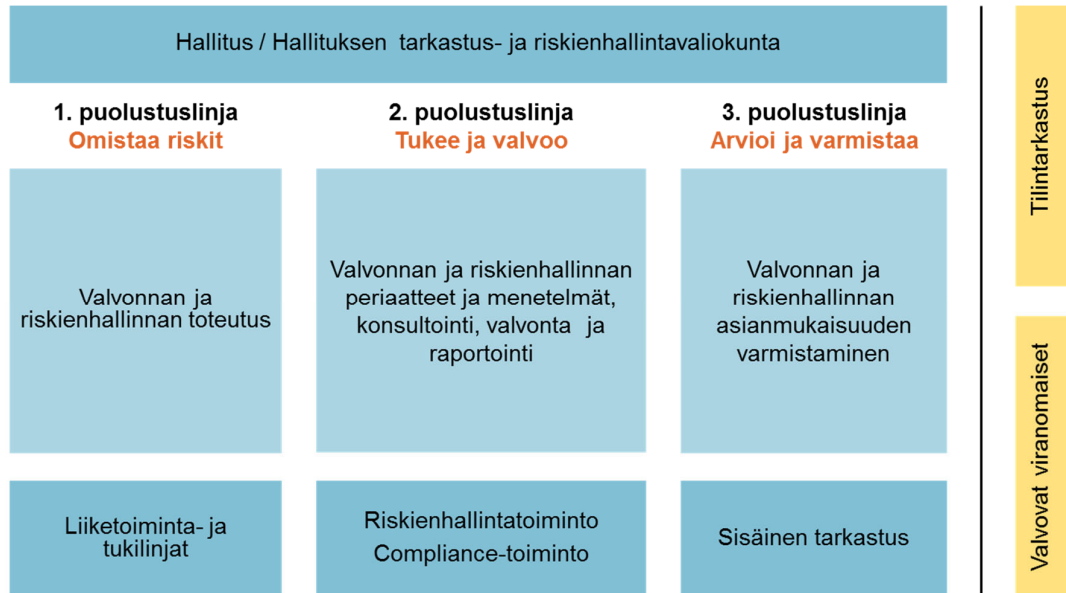 Hallitus / Hallituksen tarkastus- ja riskienhallintavaliokunta
1. puolustuslinja
Omistaa riskit
2. puolustuslinja
Tukee ja valvoo
3. puolustuslinja
Arvioi ja varmistaa
Valvonnan ja
riskienhallinnan toteutus
Valvonnan ja riskienhallinnan
periaatteet ja menetelmät,
konsultointi, valvonta ja
raportointi
Valvonnan ja
riskienhallinnan
asianmukaisuuden
varmistaminen
Liiketoiminta- ja
tukilinjat
Riskienhallintatoiminto
Compliance-toiminto
Sisäinen tarkastus
Tilintarkastus
Valvovat viranomaiset